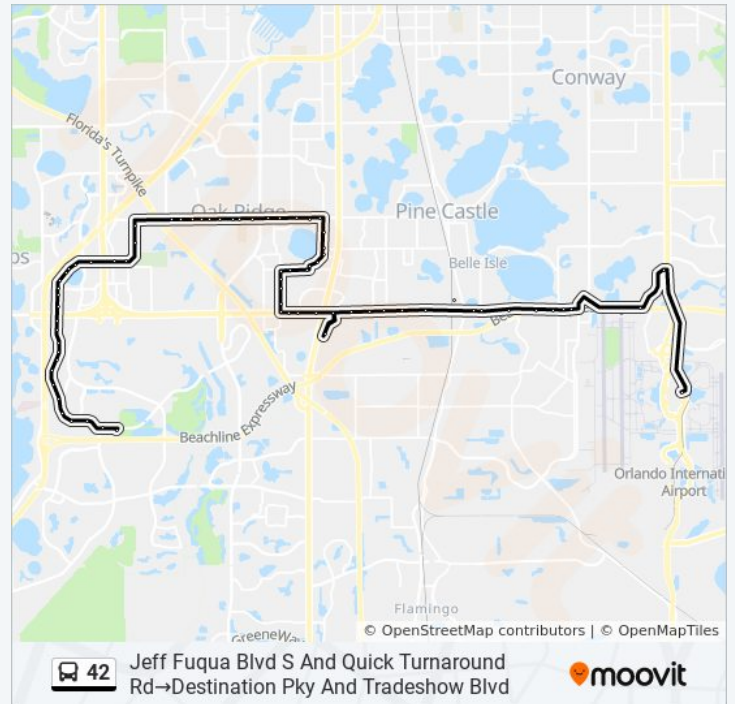 Conway
Florida's Turnpike
Oak Ridge
Pine Castle
Belle Isle
Be
Beachline Expressway
Orlando Internati
Airport
Flamingo
GreeneWay
© OpenStreetMap contributors | © OpenMapTiles
42
Jeff Fuqua Blvd S And Quick Turnaround
Rd→Destination Pky And Tradeshow Blvd
moovit